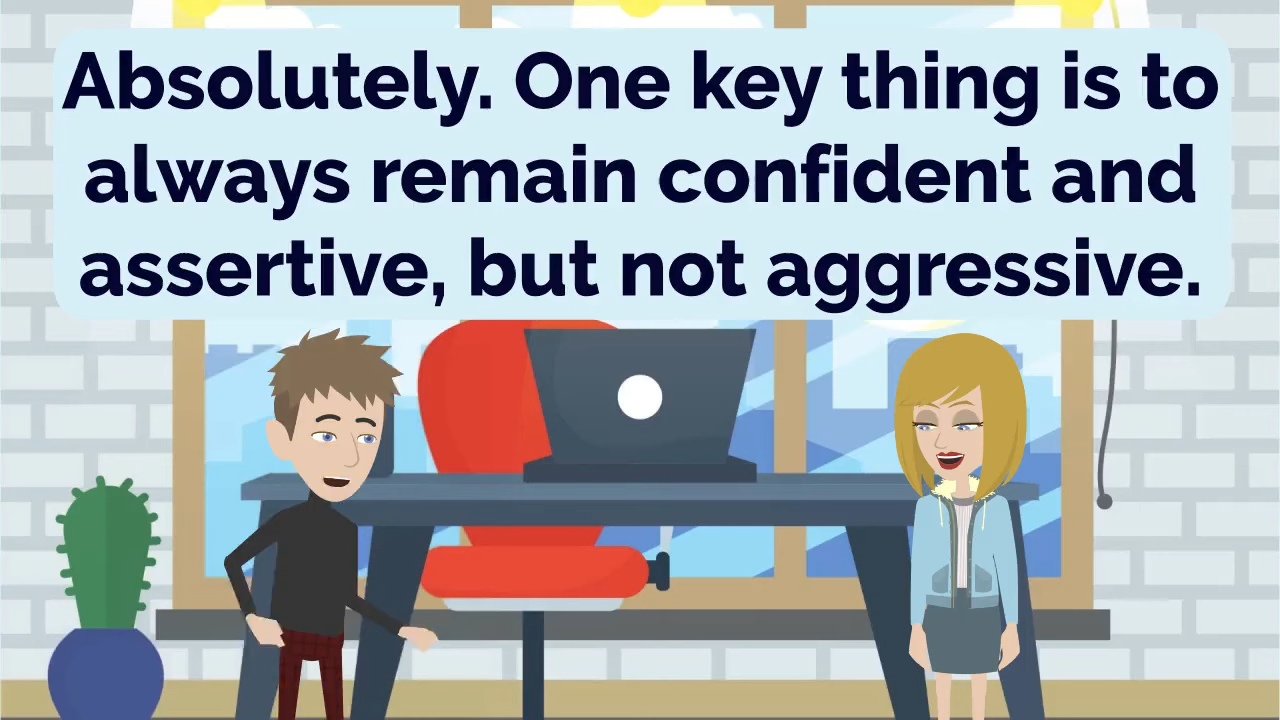 Absolutely. One key thing is to
always remain confident and
assertive, but not aggressive.